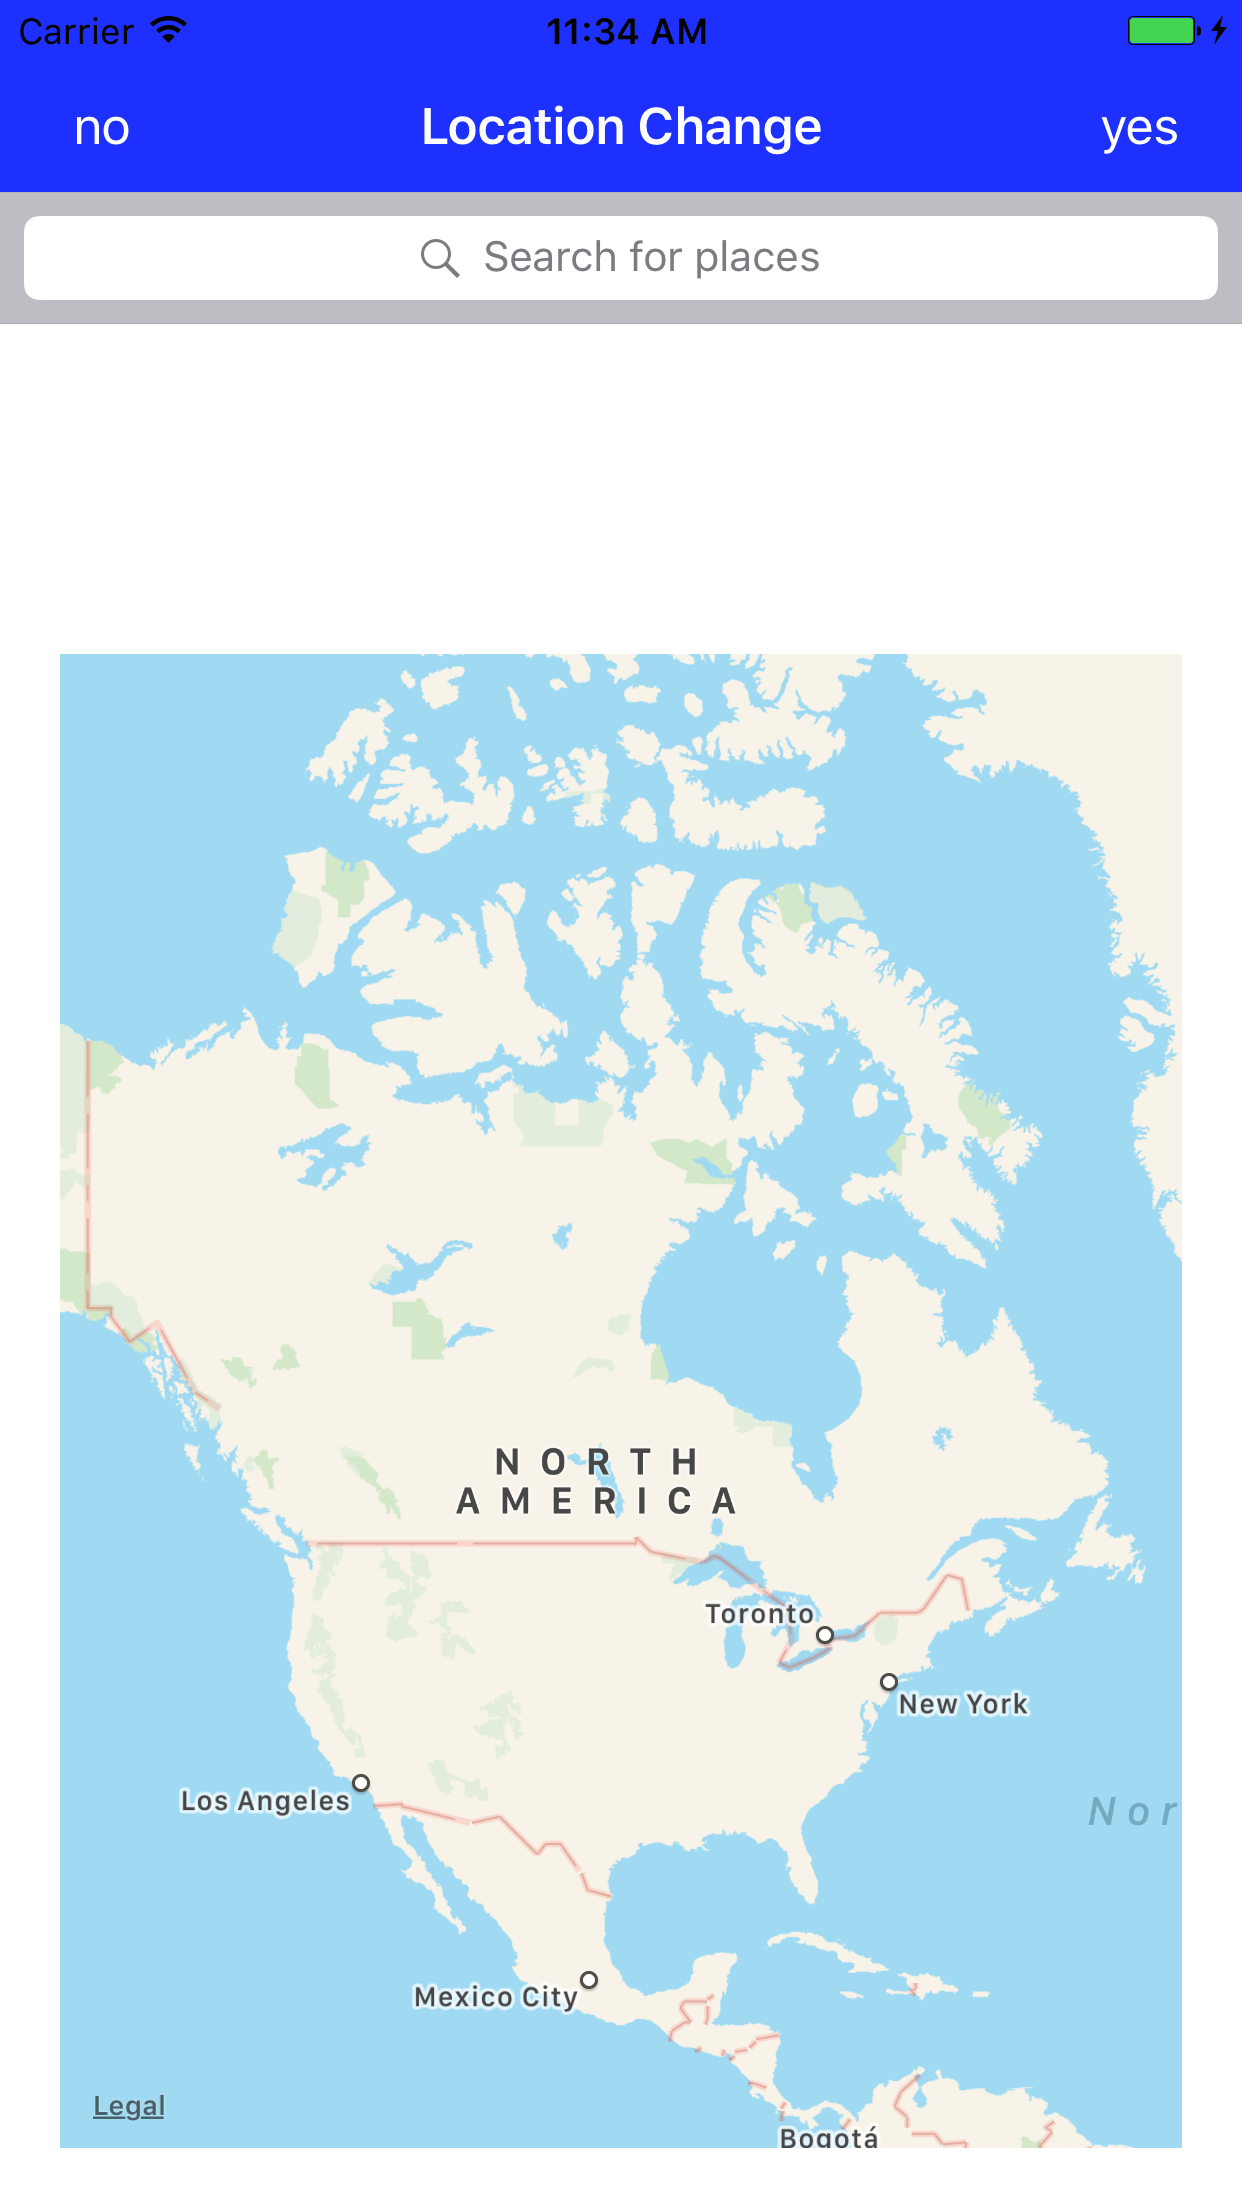 Carrier 11:34 AM
no Location Change yes
Search for places
NORTH
AMERICA
Toronto
New York
Los Angeles
Nor
Mexico City
Legal
Bogotá